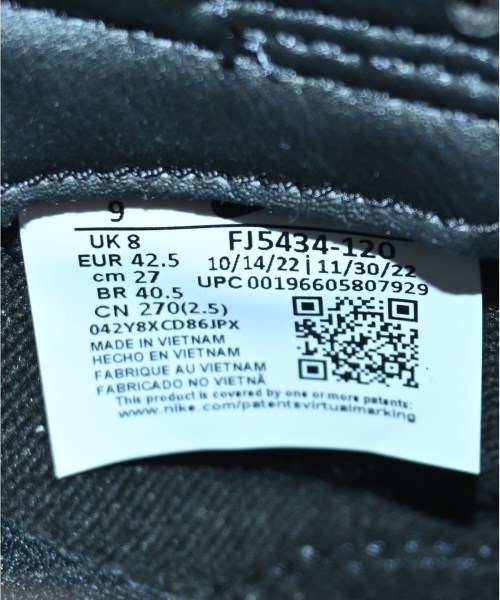 9
UK 8
EUR 42.5
cm 27
BR 40.5
CN 270(2.5)
042Y8XCD86JPX
FJ5434-120
10/14/22 | 11/30/22
UPC 00196605807929
MADE IN VIETNAM
HECHO EN VIETNAM
FABRIQUE AU VIETNAM
FABRICADO NO VIETNÃ
This product is covered by one or more patents:
www.nike.com/patentsvirtualmarking